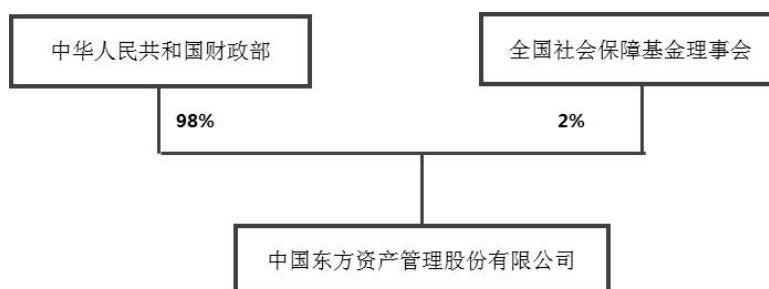 中华人民共和国财政部
全国社会保障基金理事会
98%
2%
中国东方资产管理股份有限公司